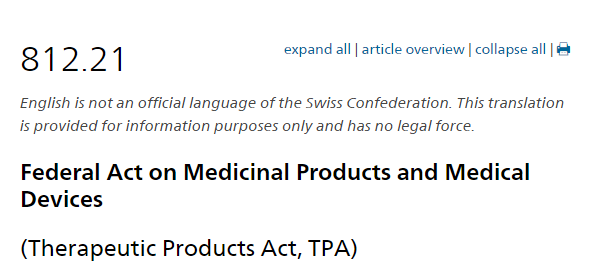 812.21
expand all | article overview | collapse all |
English is not an official language of the Swiss Confederation. This translation
is provided for information purposes only and has no legal force.
Federal Act on Medicinal Products and Medical
Devices
(Therapeutic Products Act, TPA)